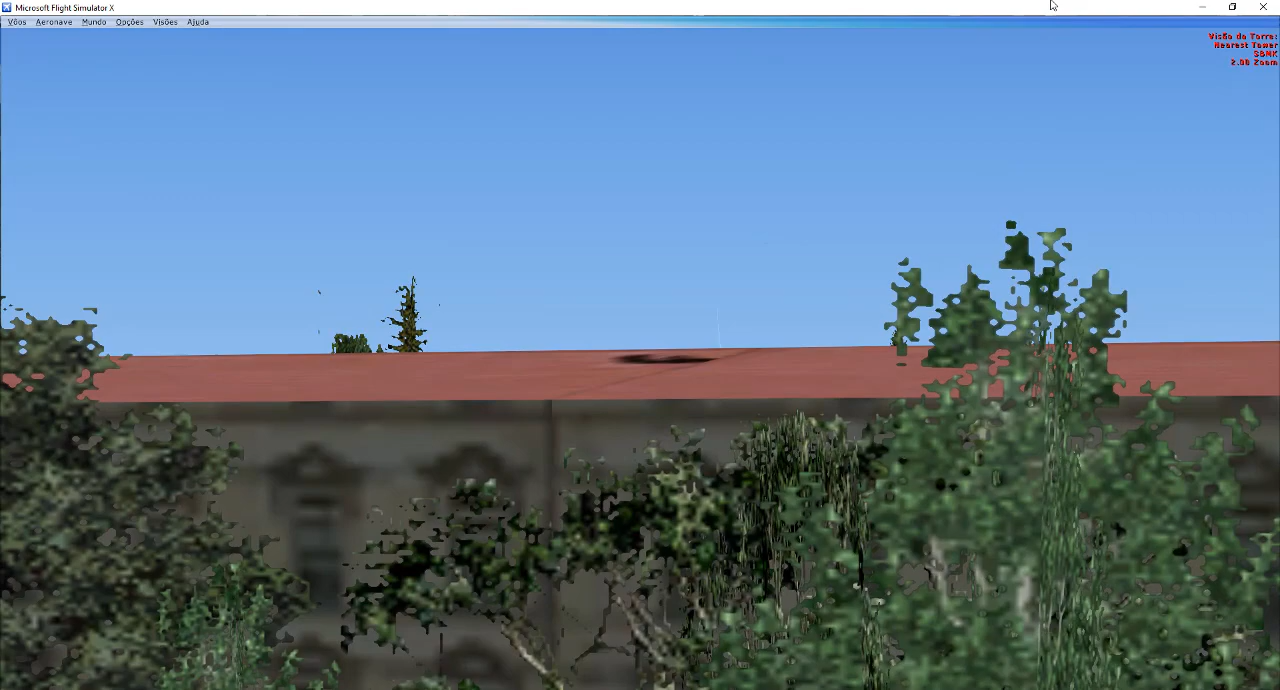 Microsoft Flight Simulator X
Vôos Aeronave Mundo Opções Visões Ajuda
Visão da Torre:
Nearest Tower
SBMK
2.00 Zoom